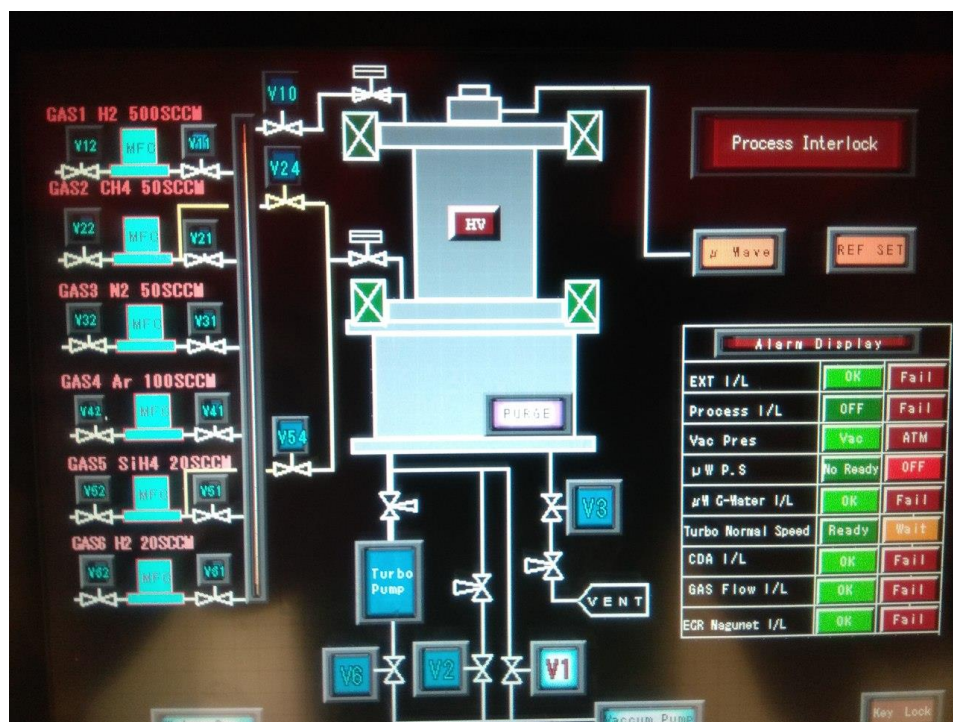 GAS1 H2 500SCCM
V12
MFC
V11
GAS2 CH4 50SCCM
V22
MFC
V21
GAS3 N2 50SCCM
V32
MFC
V31
GAS4 Ar 100SCCM
V42
MFC
V41
GAS5 SiH4 20SCCM
V52
MFC
V51
GAS6 H2 20SCCM
V62
MFC
V61
V10
V24
V54
HV
PURGE
Turbo
Pump
V3
VENT
V6
V2
V1
Vaccum Pump
Process Interlock
μ Wave
REF SET
Alarm Display
EXT I/L OK Fail
Process I/L OFF Fail
Vac Pres Vac ATM
μW P.S No Ready OFF
μW C-Water I/L OK Fail
Turbo Normal Speed Ready Wait
CDA I/L OK Fail
GAS Flow I/L OK Fail
ECR Nagunet I/L OK Fail
Key Lock